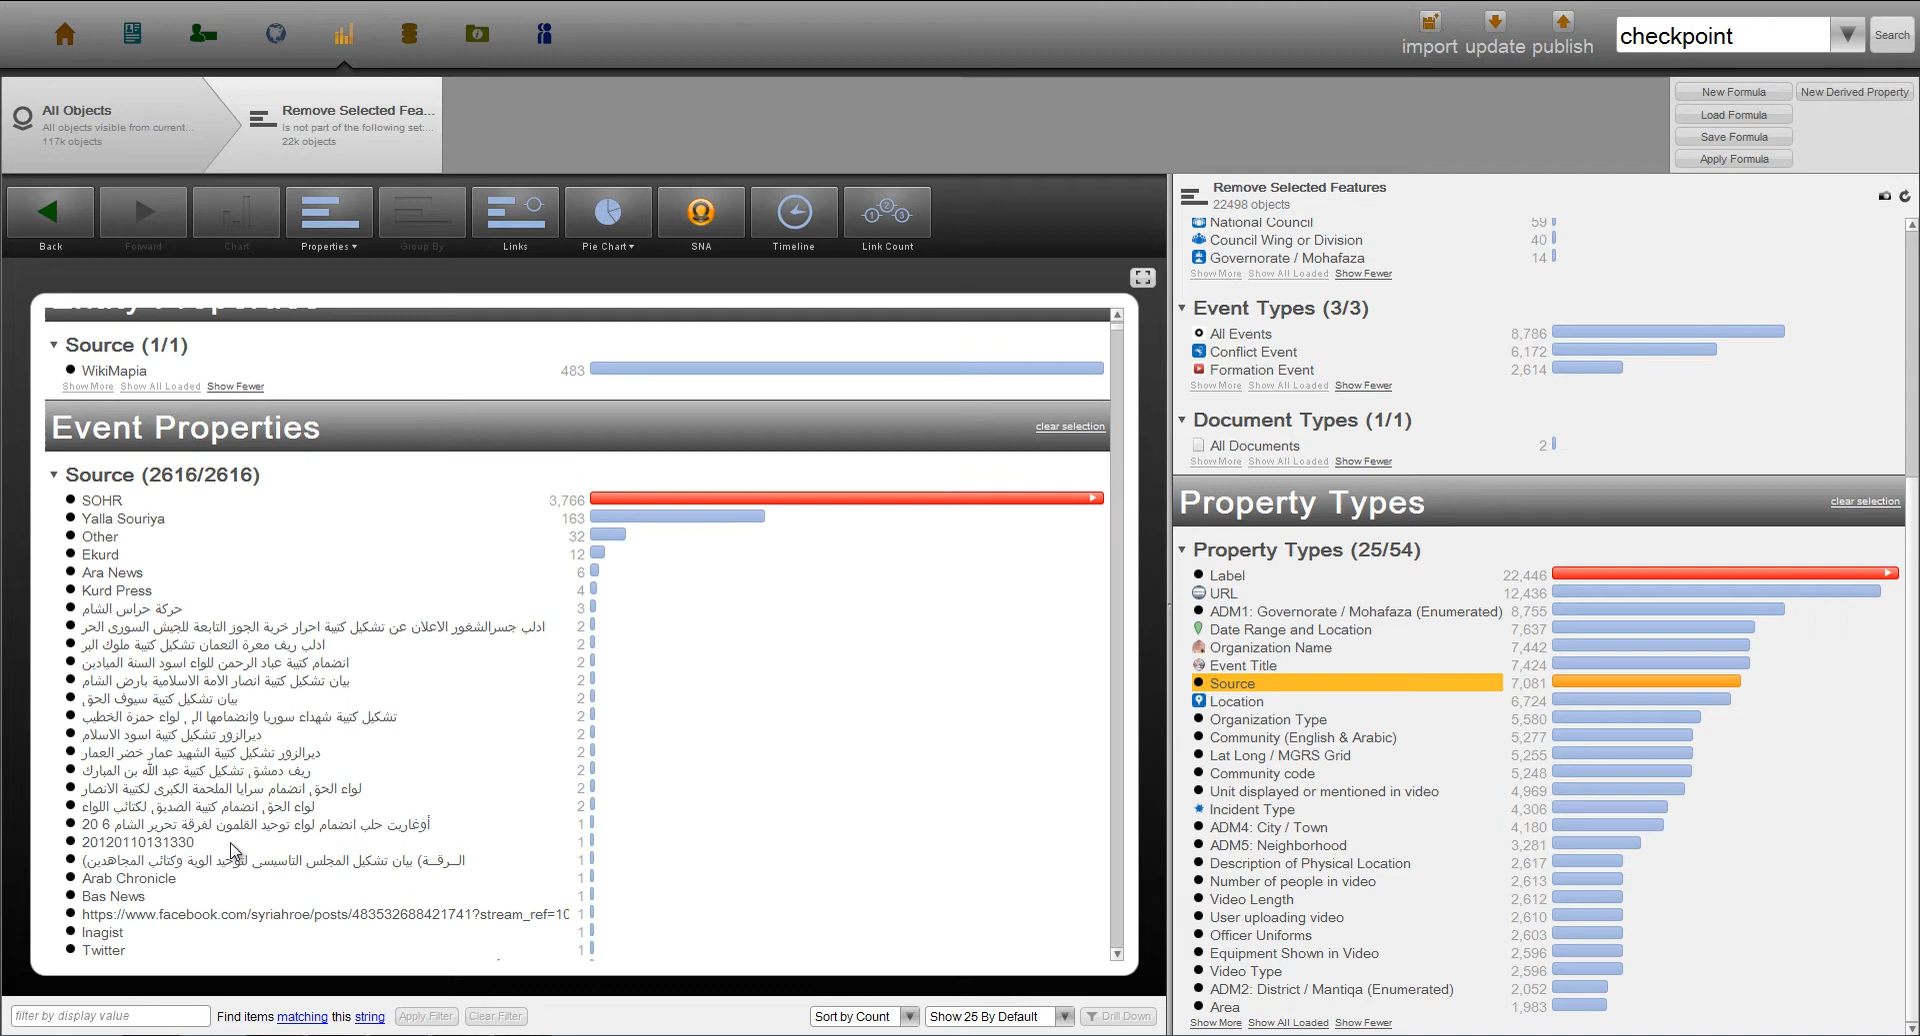 import update publish
checkpoint
Search
All Objects
All objects visible from current...
117k objects
Remove Selected Fea...
Is not part of the following set:...
22k objects
New Formula
New Derived Property
Load Formula
Save Formula
Apply Formula
Back
Forward
Chart
Properties ▾
Group By
Links
Pie Chart ▾
SNA
Timeline
Link Count
Source (1/1)
WikiMapia 483
Show More Show All Loaded Show Fewer
Event Properties
clear selection
Source (2616/2616)
SOHR 3,766
Yalla Souriya 163
Other 32
Ekurd 12
Ara News 6
Kurd Press 4
حركة حراس الشام 3
ادلب جسرالشغور الاعلان عن تشكيل كتيبة احرار خربة الجوز التابعة للجيش السوري الحر 2
ادلب ريف معرة النعمان تشكيل كتيبة ملوك البر 2
انضمام كتيبة عباد الرحمن للواء اسود السنة الميادين 2
بيان تشكيل كتيبة انصار الامة الاسلامية بارض الشام 2
بيان تشكيل كتيبة سيوف الحق 2
تشكيل كتيبة شهداء سوريا وانضمامها الى لواء حمزة الخطيب 2
ديرالزور تشكيل كتيبة اسود الاسلام 2
ديرالزور تشكيل كتيبة الشهيد عمار خضر العمار 2
ريف دمشق تشكيل كتيبة عبد الله بن المبارك 2
لواء الحق انضمام سرايا الملحمة الكبرى لكتيبة الانصار 2
لواء الحق انضمام كتيبة الصديق لكتائب اللواء 2
أوغاريت حلب انضمام لواء توحيد القلمون لفرقة تحرير الشام 6 20 1
20120110131330 1
الــرقــة) بيان تشكيل المجلس التاسيسى لتوحيد الوية وكتائب المجاهدين) 1
Arab Chronicle 1
Bas News 1
https://www.facebook.com/syriahroe/posts/483532688421741?stream_ref=10 1
Inagist 1
Twitter 1
filter by display value
Find items matching this string
Apply Filter
Clear Filter
Sort by Count
Show 25 By Default
Drill Down
Remove Selected Features
22498 objects
National Council 59
Council Wing or Division 40
Governorate / Mohafaza 14
Show More Show All Loaded Show Fewer
Event Types (3/3)
All Events 8,786
Conflict Event 6,172
Formation Event 2,614
Show More Show All Loaded Show Fewer
Document Types (1/1)
All Documents 2
Show More Show All Loaded Show Fewer
Property Types
clear selection
Property Types (25/54)
Label 22,446
URL 12,436
ADM1: Governorate / Mohafaza (Enumerated) 8,755
Date Range and Location 7,637
Organization Name 7,442
Event Title 7,424
Source 7,081
Location 6,724
Organization Type 5,580
Community (English & Arabic) 5,277
Lat Long / MGRS Grid 5,255
Community code 5,248
Unit displayed or mentioned in video 4,969
Incident Type 4,306
ADM4: City / Town 4,180
ADM5: Neighborhood 3,281
Description of Physical Location 2,617
Number of people in video 2,613
Video Length 2,612
User uploading video 2,610
Officer Uniforms 2,603
Equipment Shown in Video 2,596
Video Type 2,596
ADM2: District / Mantiqa (Enumerated) 2,052
Area 1,983
Show More Show All Loaded Show Fewer